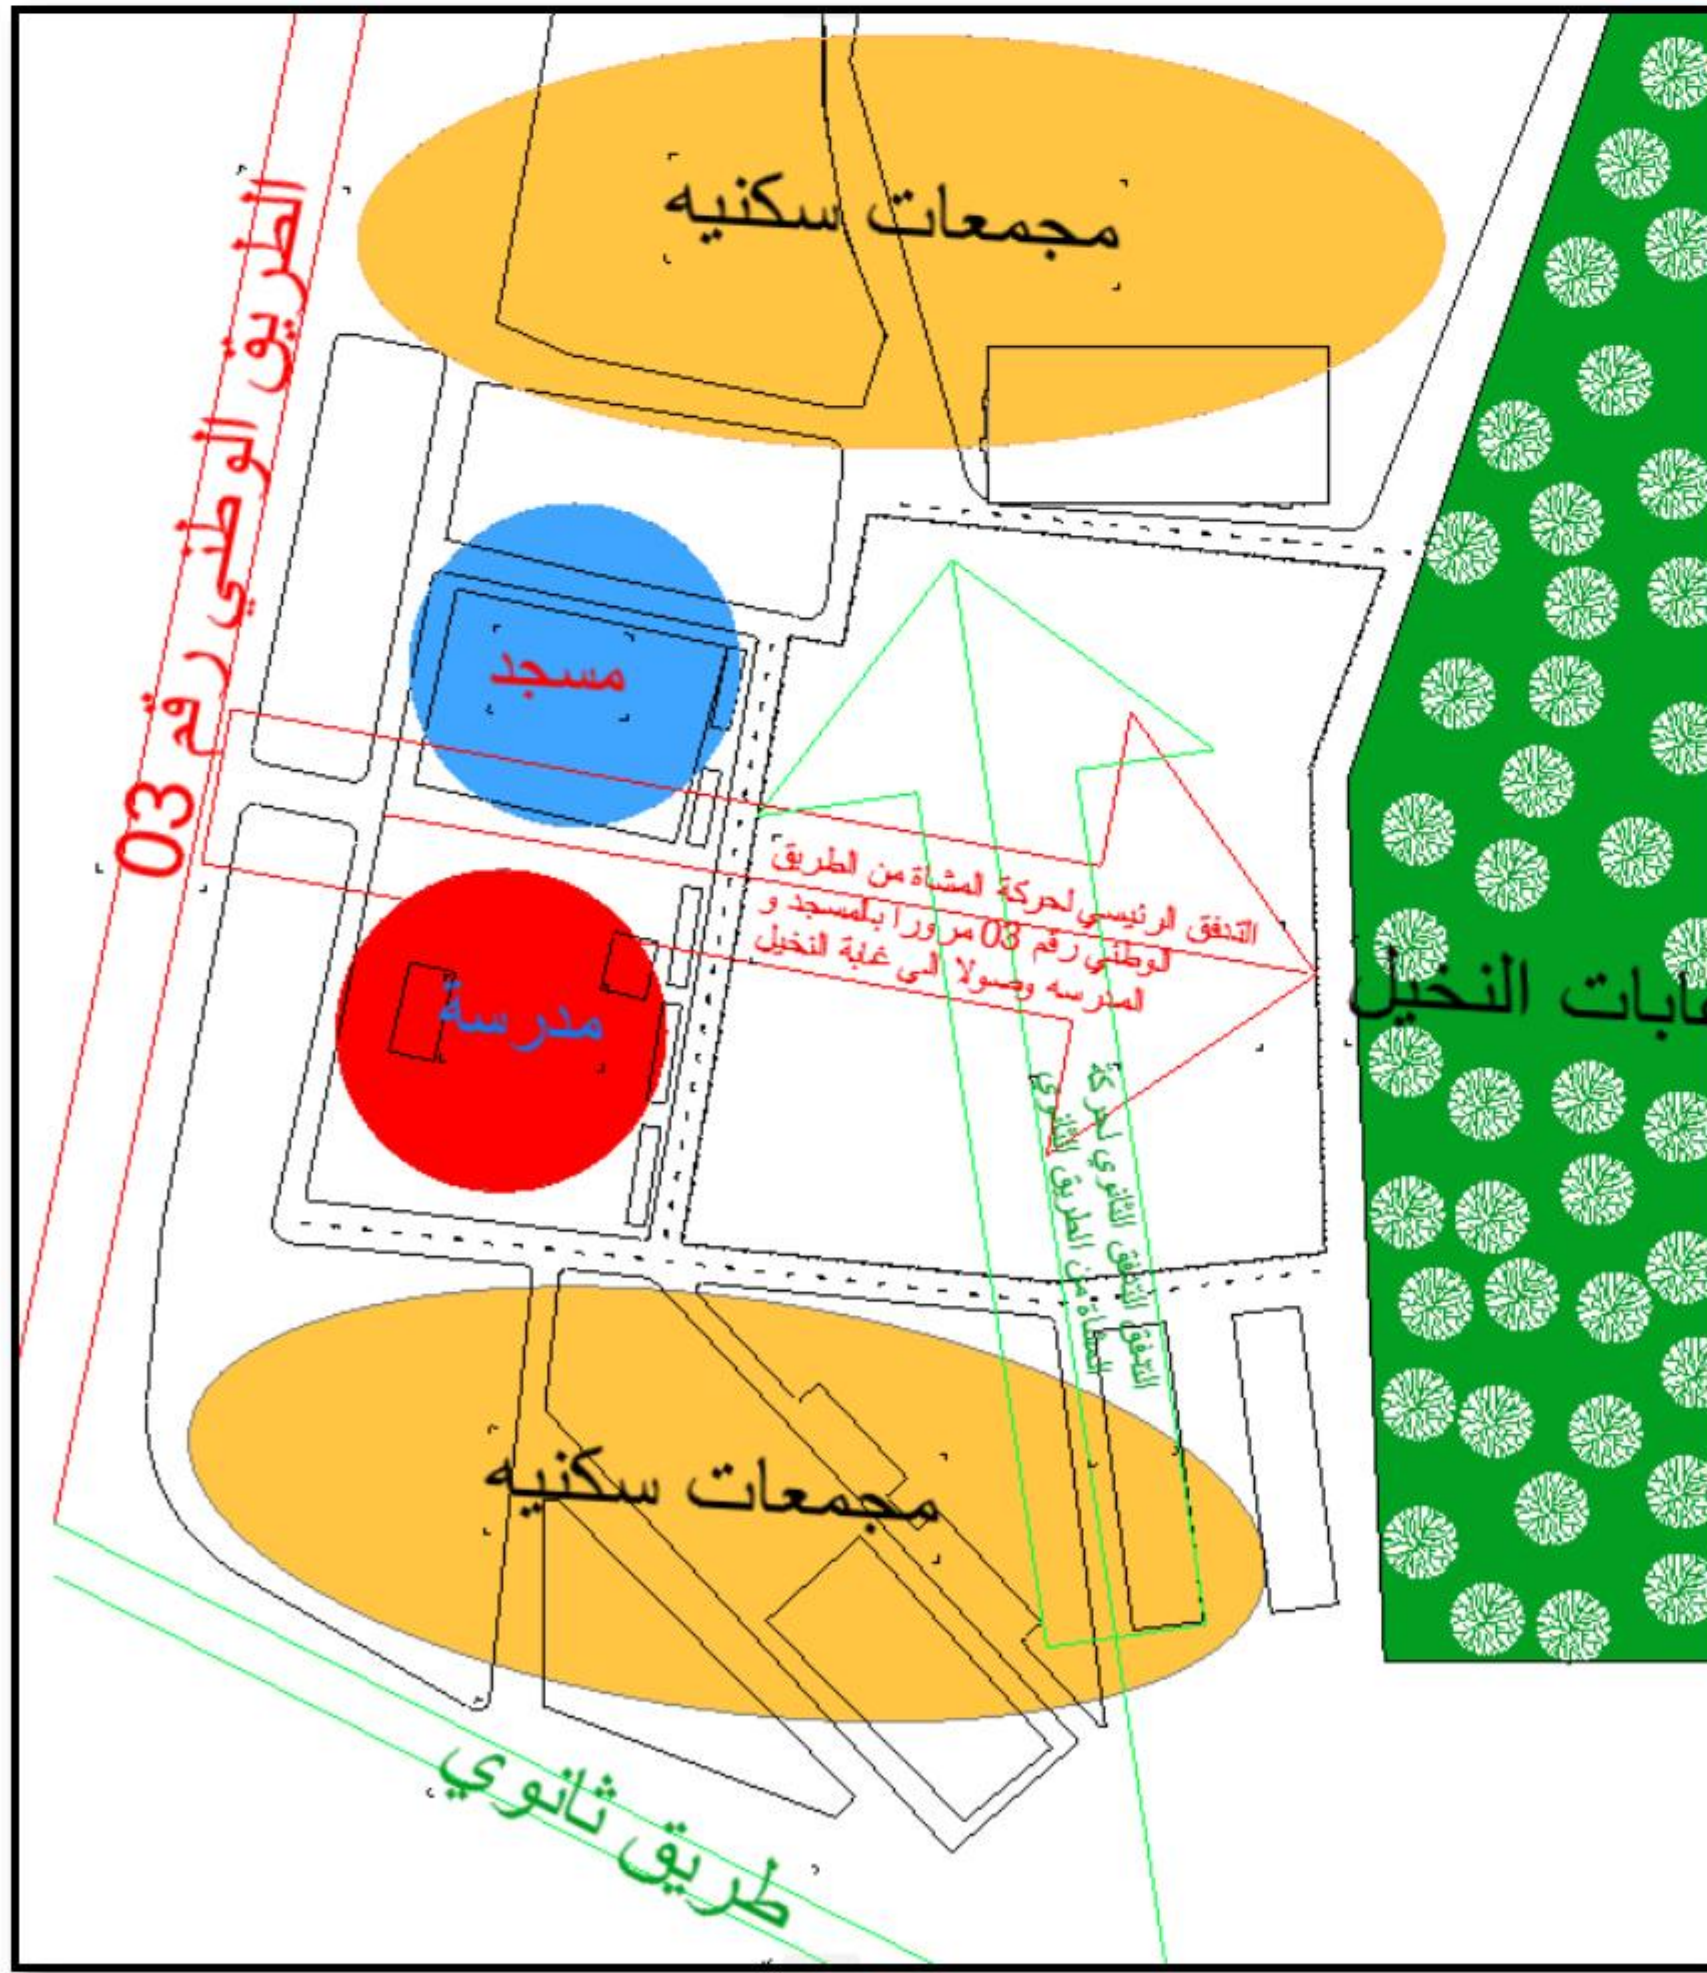 مجمعات سكنيه
الطريق الوطني رقم 03
مسجد
التدفق الرئيسي لحركة المشاة من الطريق
الوطني رقم 03 مرورا بالمسجد و
المدرسه وصولا الى غابة النخيل
مدرسة
ابات النخيل
التدفق التدفق الثانوي لحركة
المشاة من الطريق الثانوي
مجمعات سكنيه
طريق ثانوي